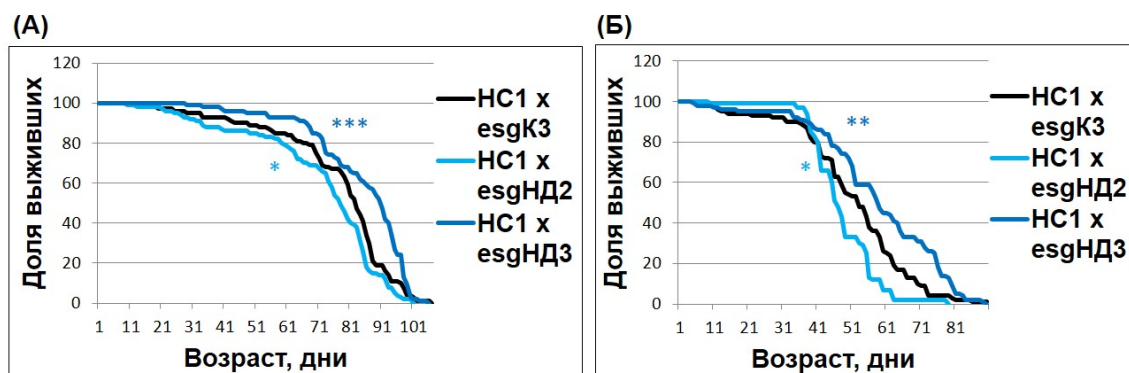 (А)
Доля выживших
120
100
80
60
40
20
0
***
*
1 11 21 31 41 51 61 71 81 91 101
Возраст, дни
НС1 х
esgК3
НС1 х
esgНД2
НС1 х
esgНД3
(Б)
Доля выживших
120
100
80
60
40
20
0
**
*
1 11 21 31 41 51 61 71 81
Возраст, дни
НС1 х
esgК3
НС1 х
esgНД2
НС1 х
esgНД3